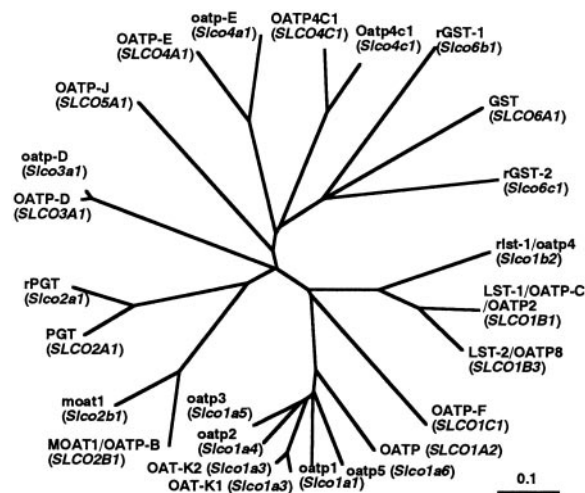 oatp-E
(Slco4a1)
OATP4C1
(SLCO4C1)
Oatp4c1
(Slco4c1)
rGST-1
(Slco6b1)
OATP-E
(SLCO4A1)
OATP-J
(SLCO5A1)
GST
(SLCO6A1)
oatp-D
(Slco3a1)
OATP-D
(SLCO3A1)
rGST-2
(Slco6c1)
rlst-1/oatp4
(Slco1b2)
rPGT
(Slco2a1)
LST-1/OATP-C
/OATP2
(SLCO1B1)
PGT
(SLCO2A1)
LST-2/OATP8
(SLCO1B3)
moat1
(Slco2b1)
oatp3
(Slco1a5)
OATP-F
(SLCO1C1)
MOAT1/OATP-B
(SLCO2B1)
oatp2
(Slco1a4)
OATP (SLCO1A2)
OAT-K2 (Slco1a3)
OAT-K1 (Slco1a3)
oatp1
(Slco1a1)
oatp5 (Slco1a6)
0.1